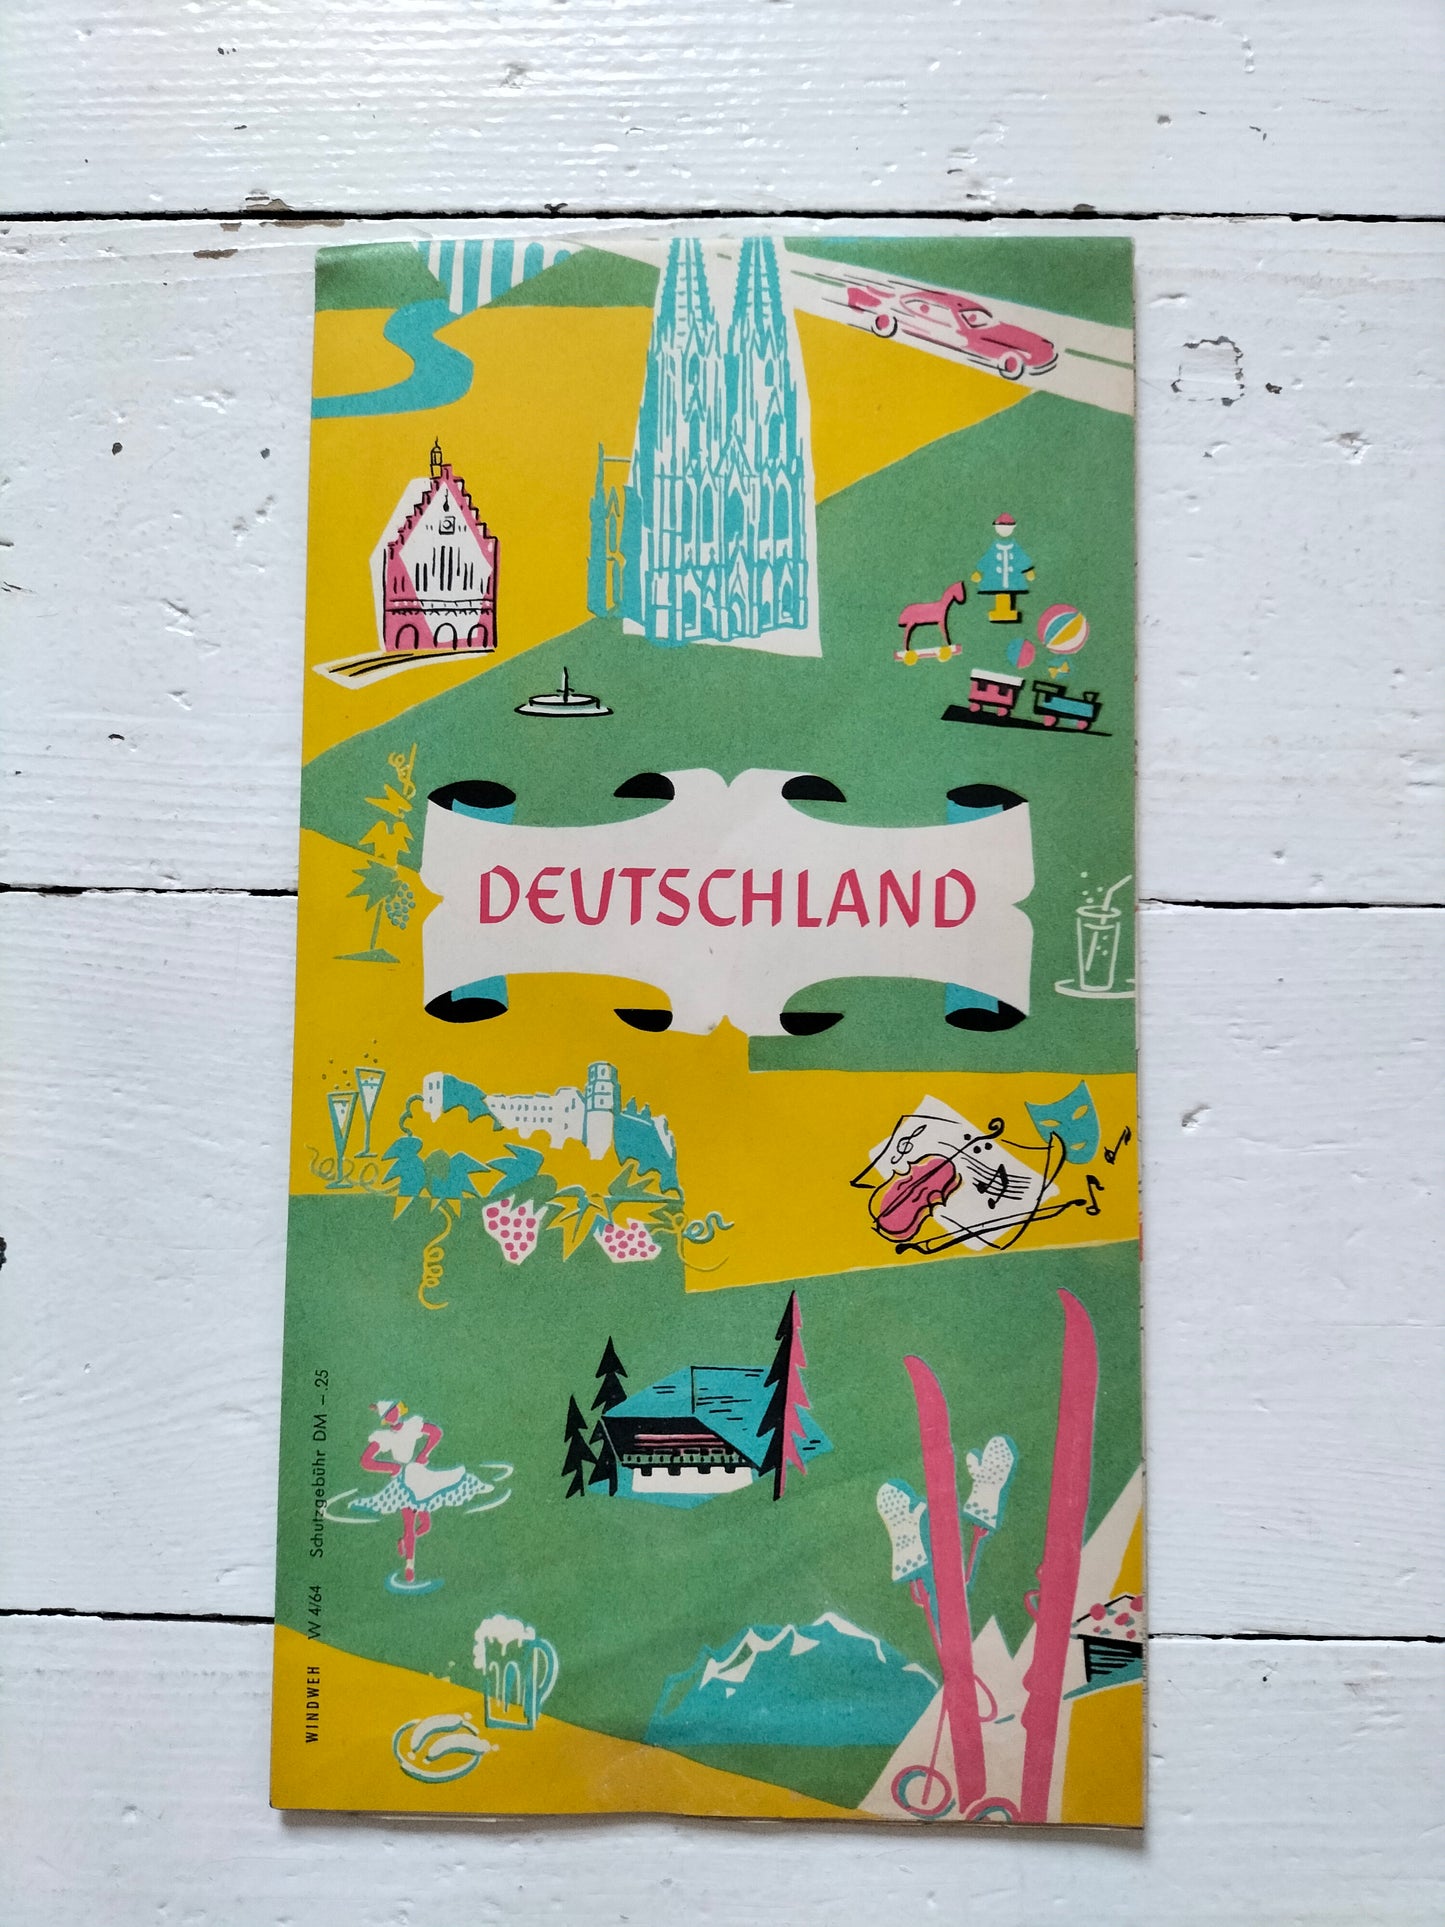 DEUTSCHLAND
WINDWEH W 4/64 Schutzgebühr DM -.25